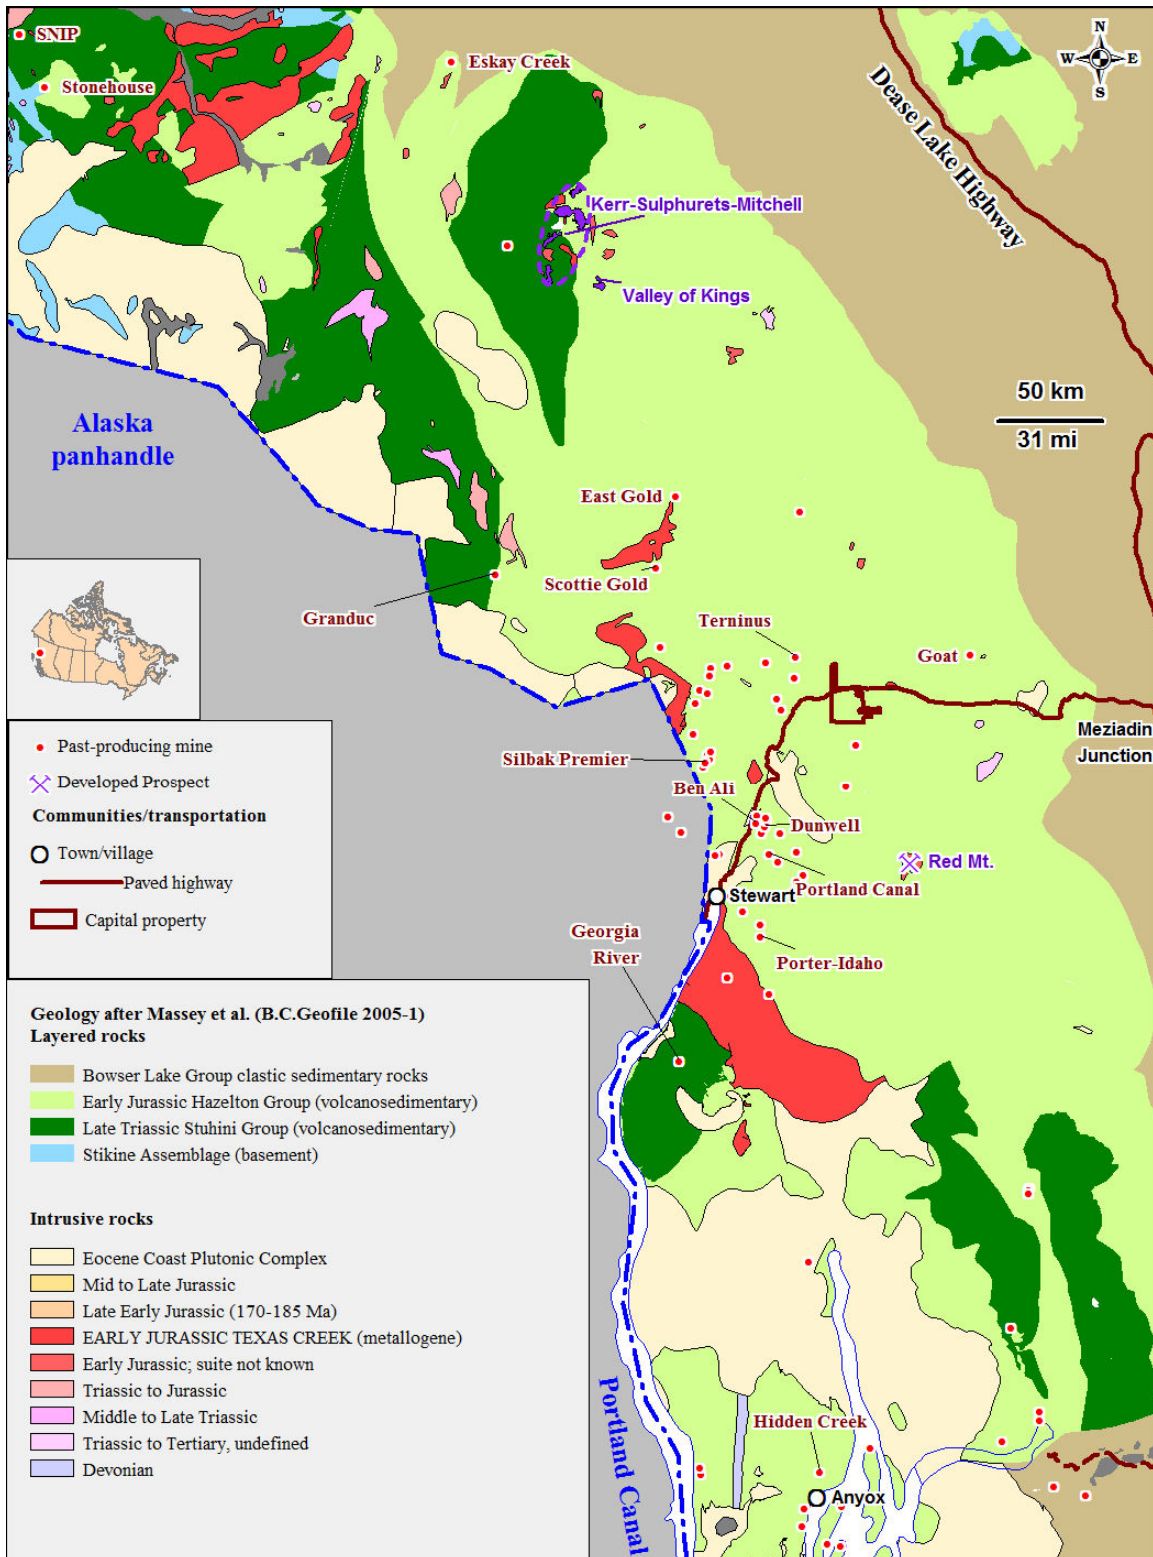 SNIP
Stonehouse
Eskay Creek
N
W E
S
Dease Lake Highway
Kerr-Sulphurets-Mitchell
Valley of Kings
50 km
31 mi
Alaska
panhandle
East Gold
Scottie Gold
Granduc
Terninus
Goat
Meziadin
Junction
Silbak Premier
Ben Ali
Dunwell
Red Mt.
Portland Canal
Stewart
Georgia
River
Porter-Idaho
Past-producing mine
Developed Prospect
Communities/transportation
Town/village
Paved highway
Capital property
Geology after Massey et al. (B.C.Geofile 2005-1)
Layered rocks
Bowser Lake Group clastic sedimentary rocks
Early Jurassic Hazelton Group (volcanosedimentary)
Late Triassic Stuhini Group (volcanosedimentary)
Stikine Assemblage (basement)
Intrusive rocks
Eocene Coast Plutonic Complex
Mid to Late Jurassic
Late Early Jurassic (170-185 Ma)
EARLY JURASSIC TEXAS CREEK (metallogene)
Early Jurassic; suite not known
Triassic to Jurassic
Middle to Late Triassic
Triassic to Tertiary, undefined
Devonian
Portland Canal
Hidden Creek
Anyox